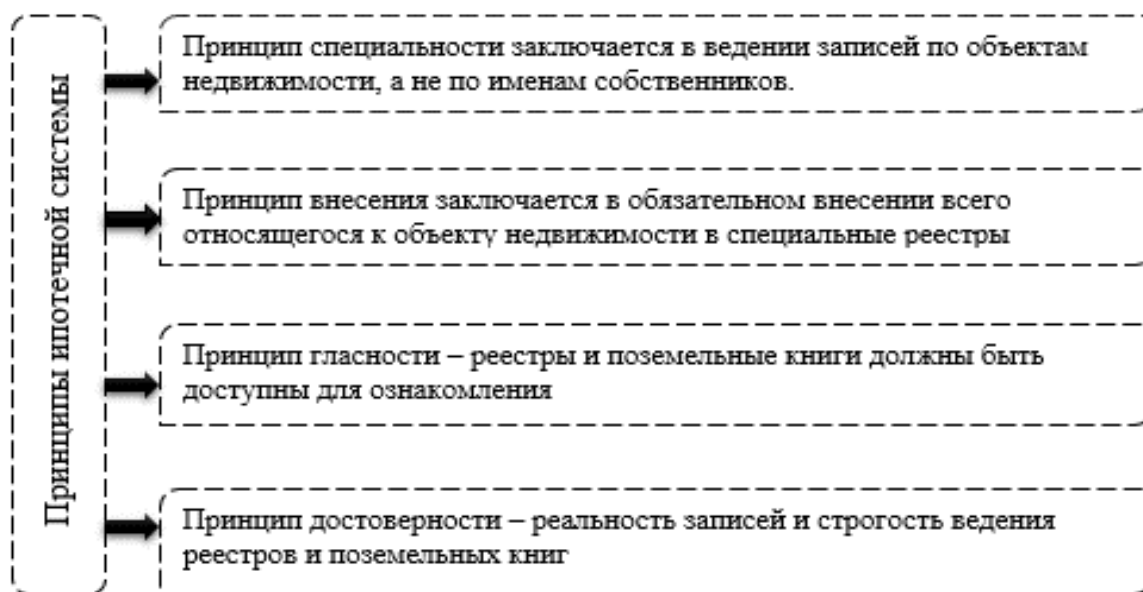 Принципы ипотечной системы
Принцип специальности заключается в ведении записей по объектам
недвижимости, а не по именам собственников.
Принцип внесения заключается в обязательном внесении всего
относящегося к объекту недвижимости в специальные реестры
Принцип гласности – реестры и поземельные книги должны быть
доступны для ознакомления
Принцип достоверности – реальность записей и строгость ведения
реестров и поземельных книг